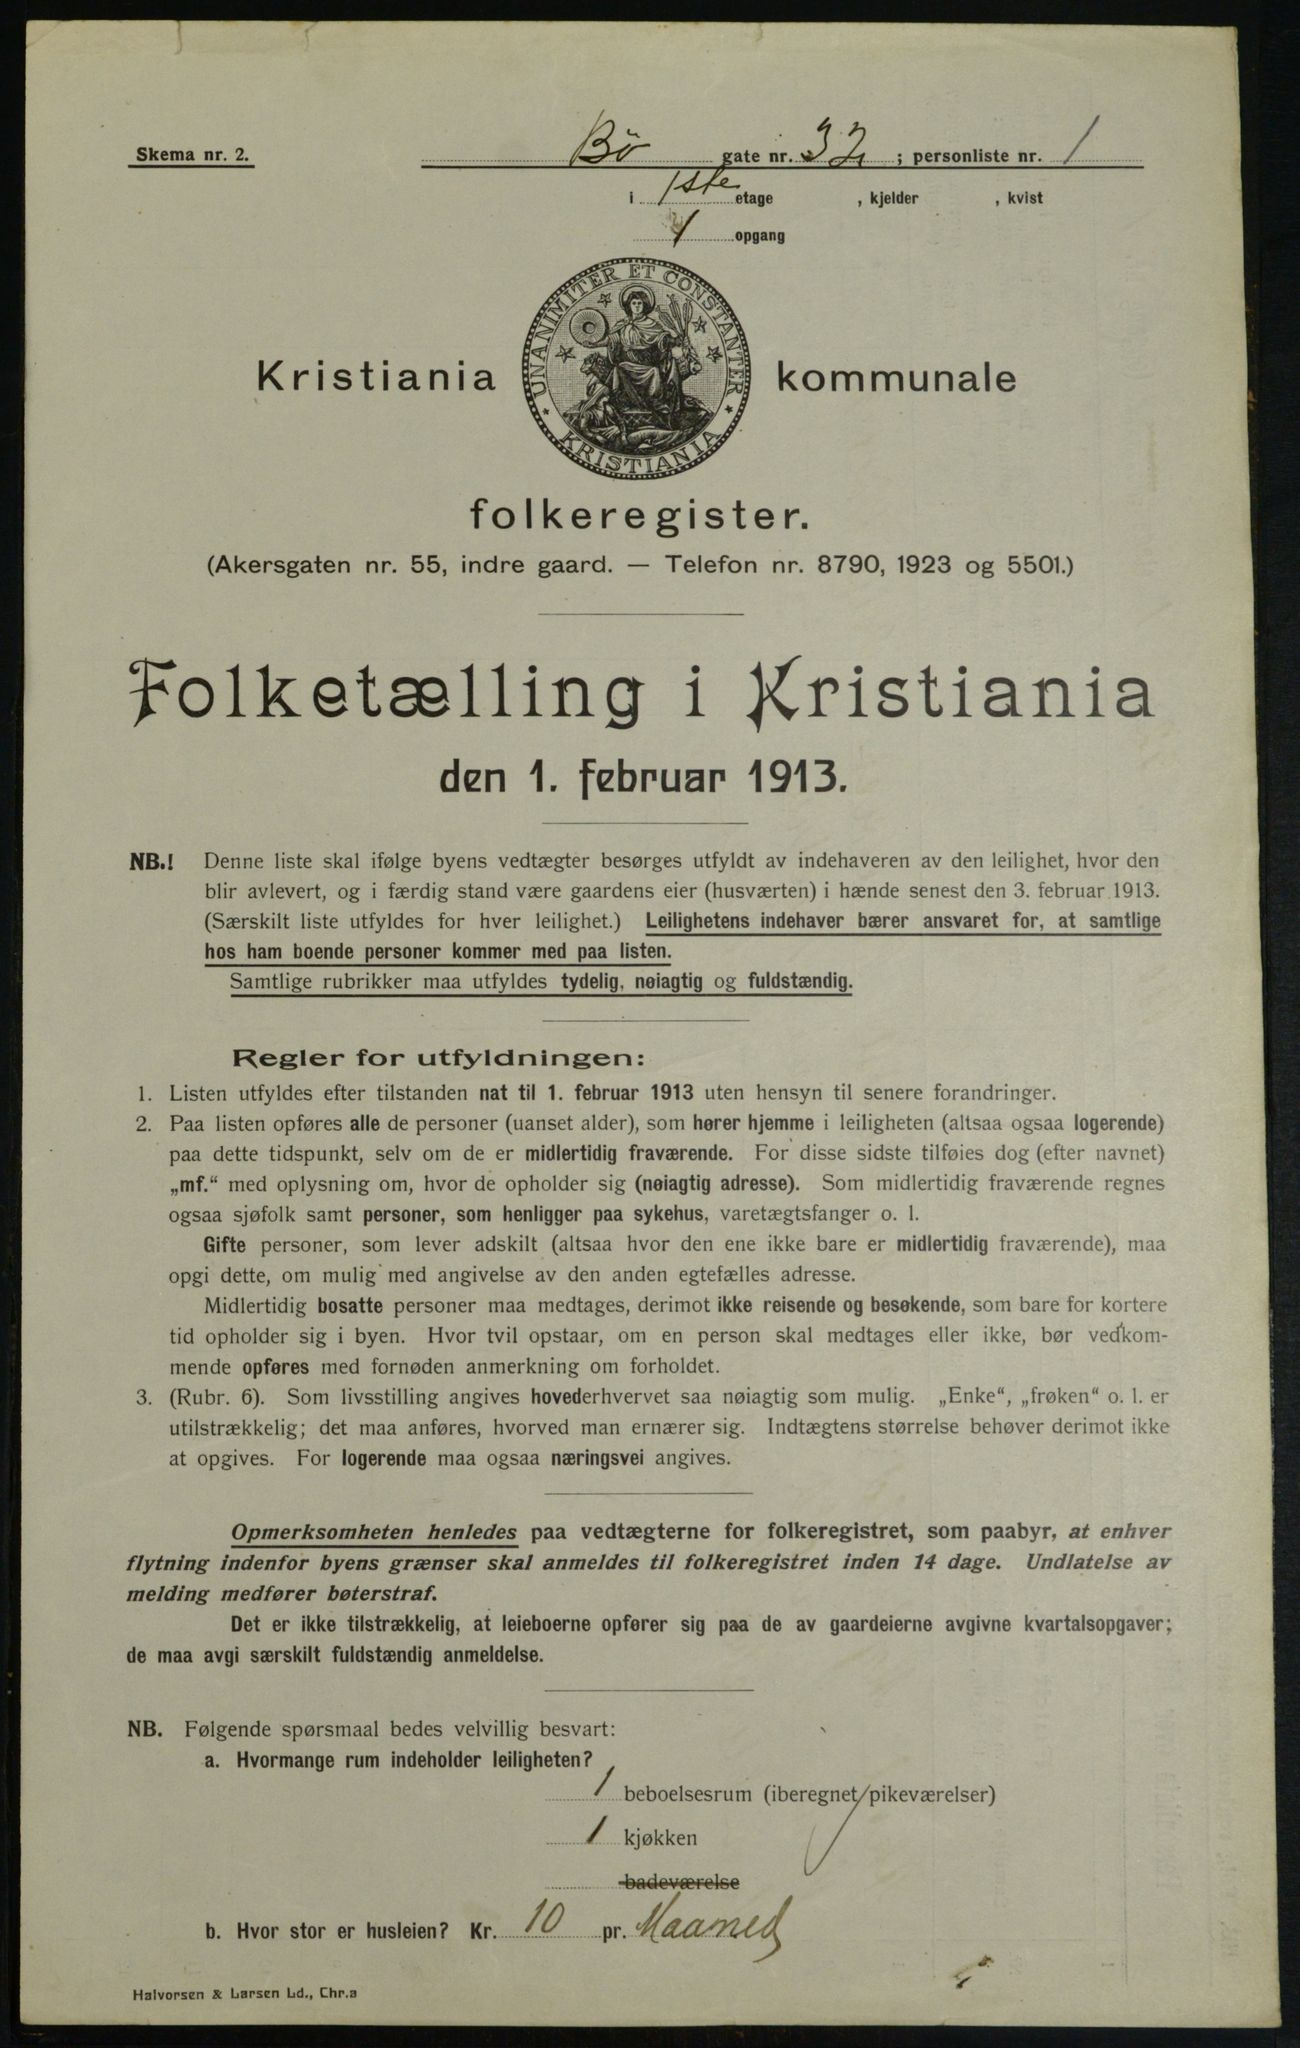 Skema nr. 2.
Bö gate nr. 32 ; personliste nr. 1
i 1ste etage , kjelder , kvist
1 opgang
UNANIMITER ET CONSTANTER
KRISTIANIA
Kristiania kommunale
folkeregister.
(Akersgaten nr. 55, indre gaard. — Telefon nr. 8790, 1923 og 5501.)
Folketælling i Kristiania
den 1. februar 1913.
NB.! Denne liste skal ifølge byens vedtægter besørges utfyldt av indehaveren av den leilighet, hvor den
blir avlevert, og i færdig stand være gaardens eier (husværten) i hænde senest den 3. februar 1913.
(Særskilt liste utfyldes for hver leilighet.) Leilighetens indehaver bærer ansvaret for, at samtlige
hos ham boende personer kommer med paa listen.
Samtlige rubrikker maa utfyldes tydelig, nøiagtig og fuldstændig.
Regler for utfyldningen:
1. Listen utfyldes efter tilstanden nat til 1. februar 1913 uten hensyn til senere forandringer.
2. Paa listen opføres alle de personer (uanset alder), som hører hjemme i leiligheten (altsaa ogsaa logerende)
paa dette tidspunkt, selv om de er midlertidig fraværende. For disse sidste tilføies dog (efter navnet)
„mf.“ med oplysning om, hvor de opholder sig (nøiagtig adresse). Som midlertidig fraværende regnes
ogsaa sjøfolk samt personer, som henligger paa sykehus, varetægtsfanger o. l.
Gifte personer, som lever adskilt (altsaa hvor den ene ikke bare er midlertidig fraværende), maa
opgi dette, om mulig med angivelse av den anden egtefælles adresse.
Midlertidig bosatte personer maa medtages, derimot ikke reisende og besøkende, som bare for kortere
tid opholder sig i byen. Hvor tvil opstaar, om en person skal medtages eller ikke, bør vedkom-
mende opføres med fornøden anmerkning om forholdet.
3. (Rubr. 6). Som livsstilling angives hovederhvervet saa nøiagtig som mulig. „Enke“, „frøken“ o. l. er
utilstrækkelig; det maa anføres, hvorved man ernærer sig. Indtægtens størrelse behøver derimot ikke
at opgives. For logerende maa ogsaa næringsvei angives.
Opmerksomheten henledes paa vedtægterne for folkeregistret, som paabyr, at enhver
flytning indenfor byens grænser skal anmeldes til folkeregistret inden 14 dage. Undlatelse av
melding medfører bøterstraf.
Det er ikke tilstrækkelig, at leieboerne opfører sig paa de av gaardeierne avgivne kvartalsopgaver;
de maa avgi særskilt fuldstændig anmeldelse.
NB. Følgende spørsmaal bedes velvillig besvart:
a. Hvormange rum indeholder leiligheten?
1 beboelsesrum (iberegnet pikeværelser)
1 kjøkken
badeværelse
b. Hvor stor er husleien? Kr. 10 pr. Maaned
Halvorsen & Larsen Ld., Chr.a